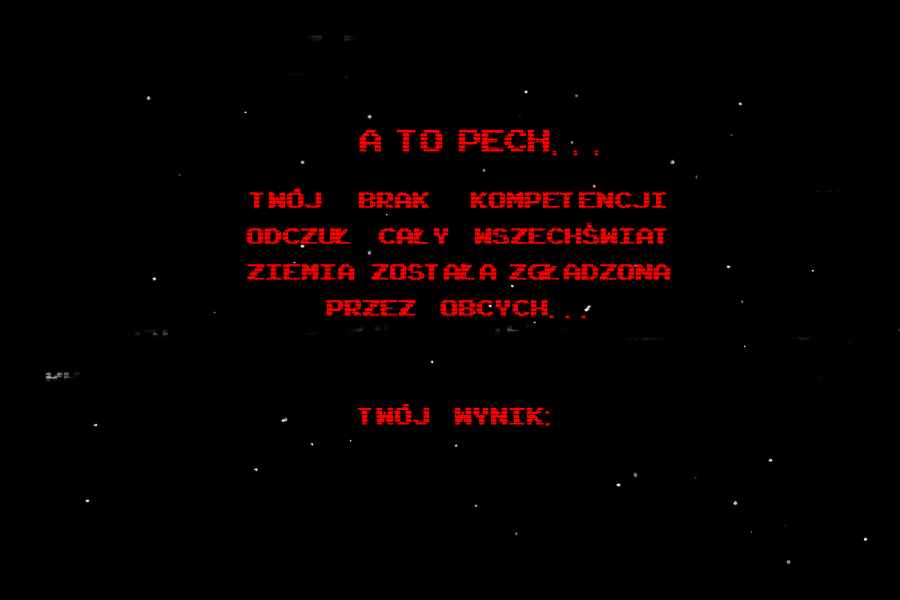 A TO PECH...
TWÓJ BRAK KOMPETENCJI
ODCZUŁ CAŁY WSZECHŚWIAT
ZIEMIA ZOSTAŁA ZGŁADZONA
PRZEZ OBCYCH...
TWÓJ WYNIK: